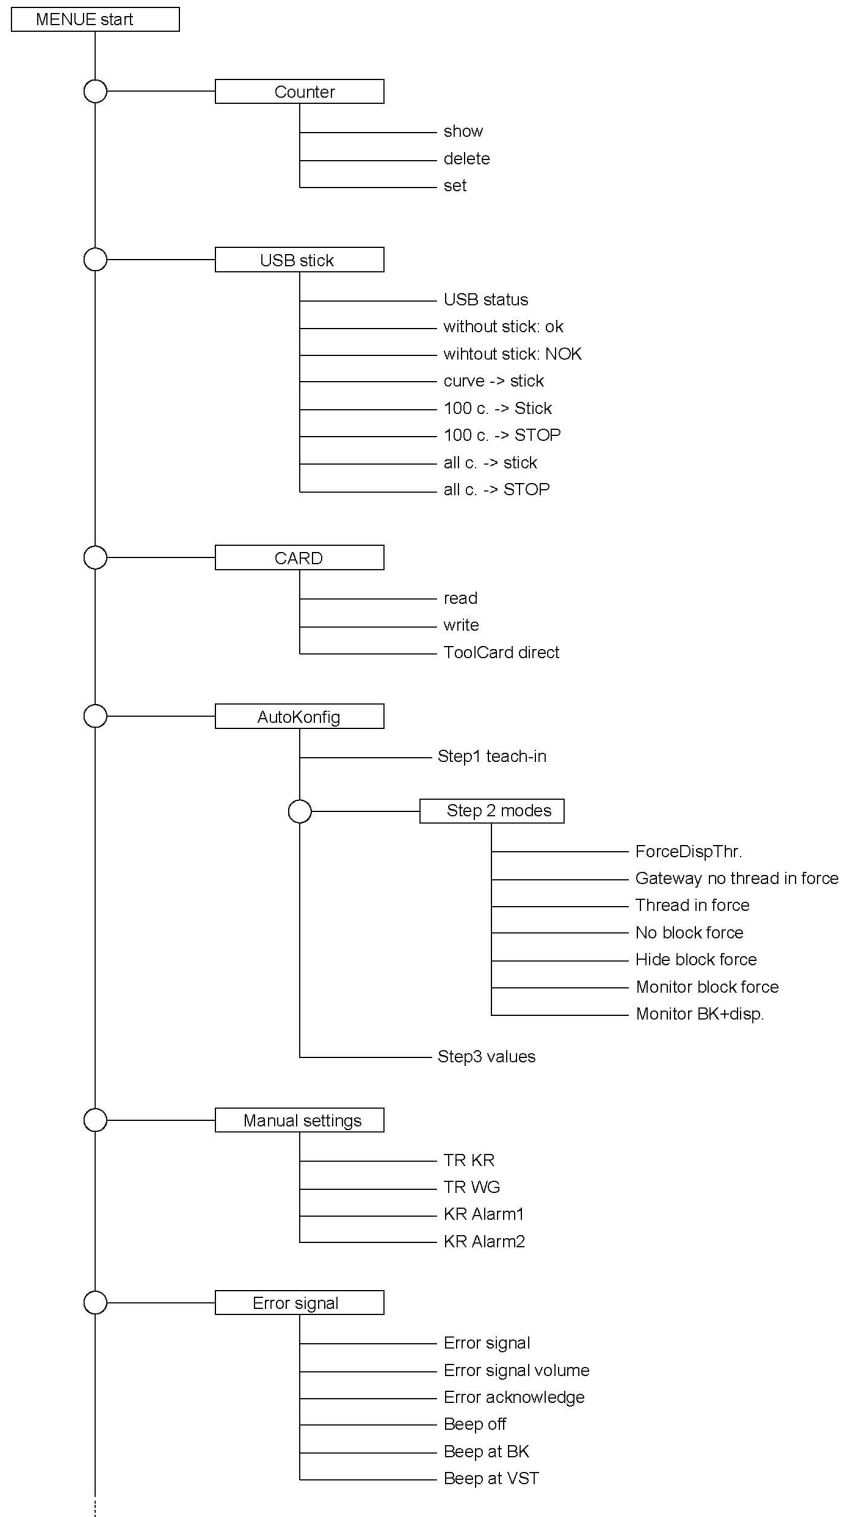 MENUE start
Counter
show
delete
set
USB stick
USB status
without stick: ok
wihtout stick: NOK
curve -> stick
100 c. -> Stick
100 c. -> STOP
all c. -> stick
all c. -> STOP
CARD
read
write
ToolCard direct
AutoKonfig
Step1 teach-in
Step 2 modes
ForceDispThr.
Gateway no thread in force
Thread in force
No block force
Hide block force
Monitor block force
Monitor BK+disp.
Step3 values
Manual settings
TR KR
TR WG
KR Alarm1
KR Alarm2
Error signal
Error signal
Error signal volume
Error acknowledge
Beep off
Beep at BK
Beep at VST